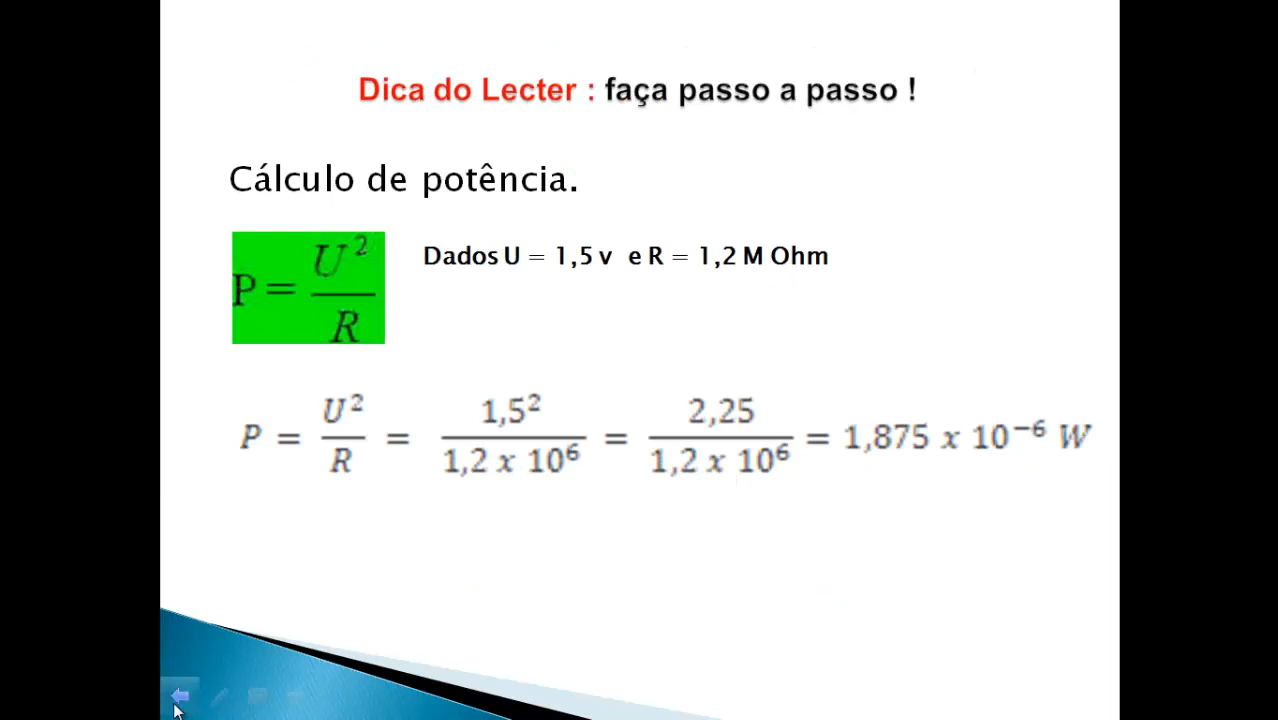 Dica do Lecter : faça passo a passo !
Cálculo de potência.
P = U² / R
Dados U = 1,5 v e R = 1,2 M Ohm
P = U² / R = 1,5² / 1,2 x 10⁶ = 2,25 / 1,2 x 10⁶ = 1,875 x 10⁻⁶ W